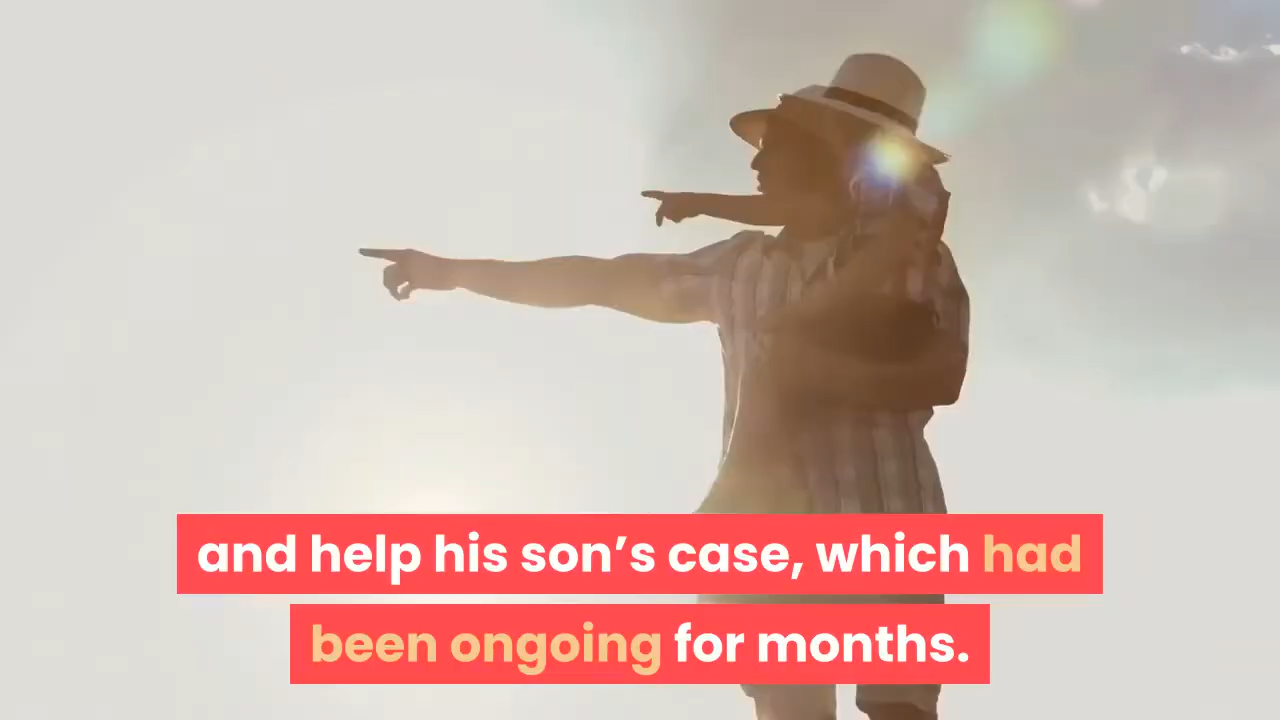 and help his son’s case, which had
been ongoing for months.